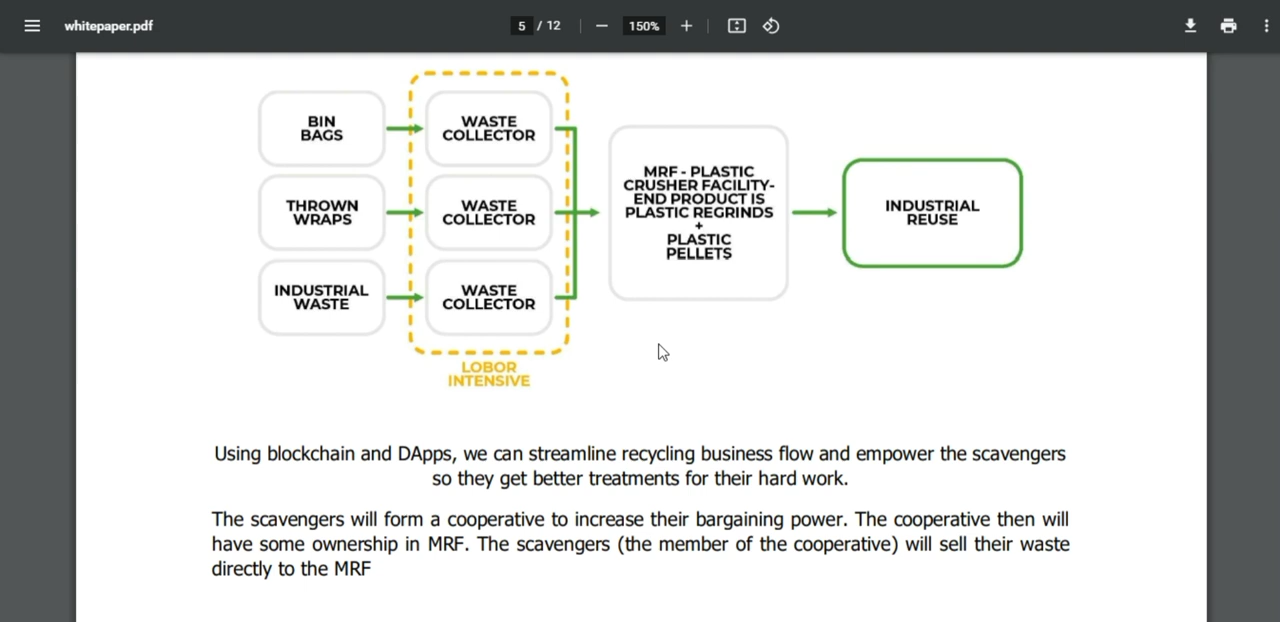 whitepaper.pdf
5 / 12
150%
BIN
BAGS
WASTE
COLLECTOR
THROWN
WRAPS
WASTE
COLLECTOR
INDUSTRIAL
WASTE
WASTE
COLLECTOR
LOBOR
INTENSIVE
MRF - PLASTIC
CRUSHER FACILITY-
END PRODUCT IS
PLASTIC REGRINDS
+
PLASTIC
PELLETS
INDUSTRIAL
REUSE
Using blockchain and DApps, we can streamline recycling business flow and empower the scavengers
so they get better treatments for their hard work.
The scavengers will form a cooperative to increase their bargaining power. The cooperative then will
have some ownership in MRF. The scavengers (the member of the cooperative) will sell their waste
directly to the MRF